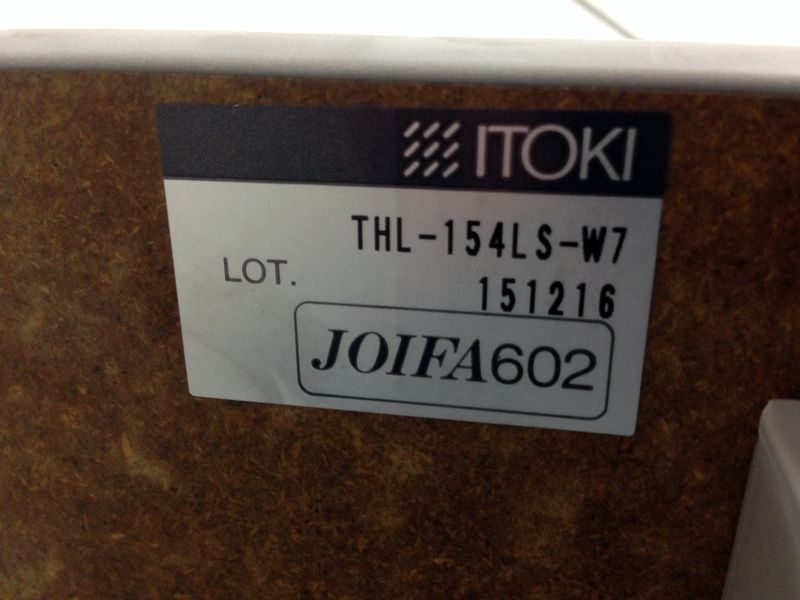 ITOKI
THL-154LS-W7
LOT. 151216
JOIFA602